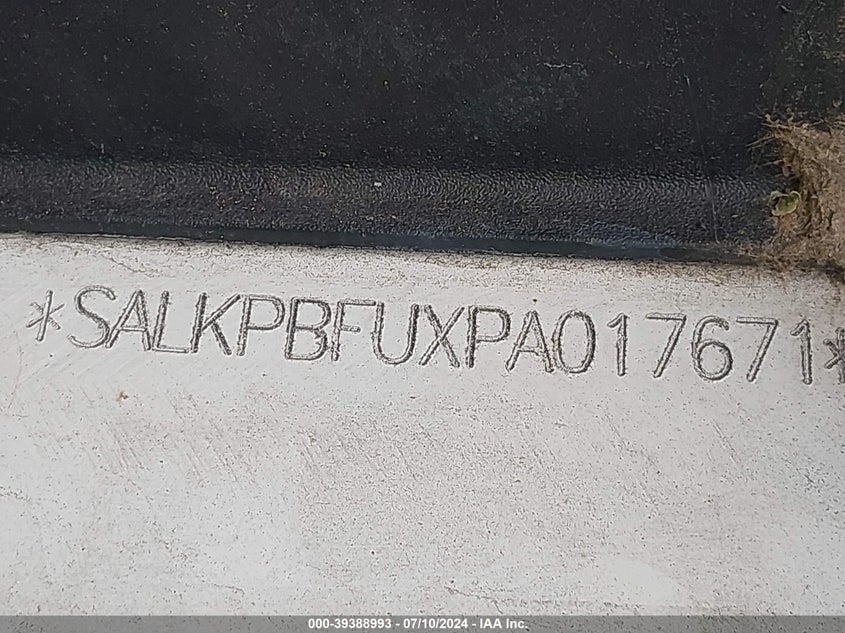 *SALKPBFUXPA017671*
000-39388993 - 07/10/2024 - IAA Inc.